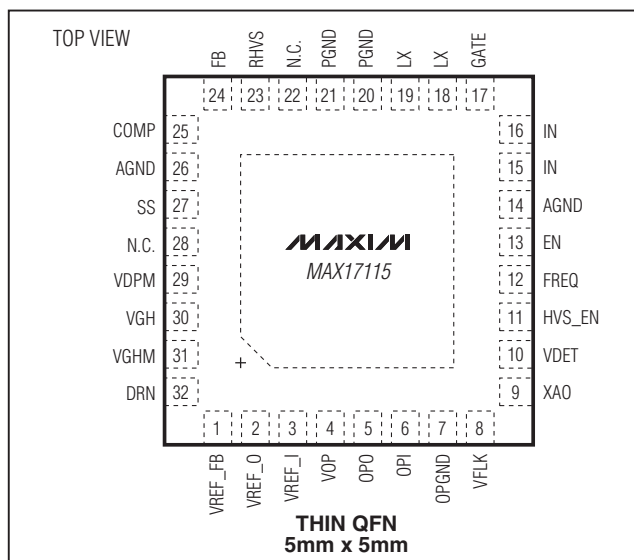 TOP VIEW
FB RHVS N.C. PGND PGND LX LX GATE
24 23 22 21 20 19 18 17
COMP 25 16 IN
AGND 26 15 IN
SS 27 14 AGND
N.C. 28 13 EN
VDPM 29 12 FREQ
VGH 30 11 HVS_EN
VGHM 31 10 VDET
DRN 32 9 XAO
MAXIM
MAX17115
+
1 2 3 4 5 6 7 8
VREF_FB VREF_O VREF_I VOP OPO OPI OPGND VFLK
THIN QFN
5mm x 5mm